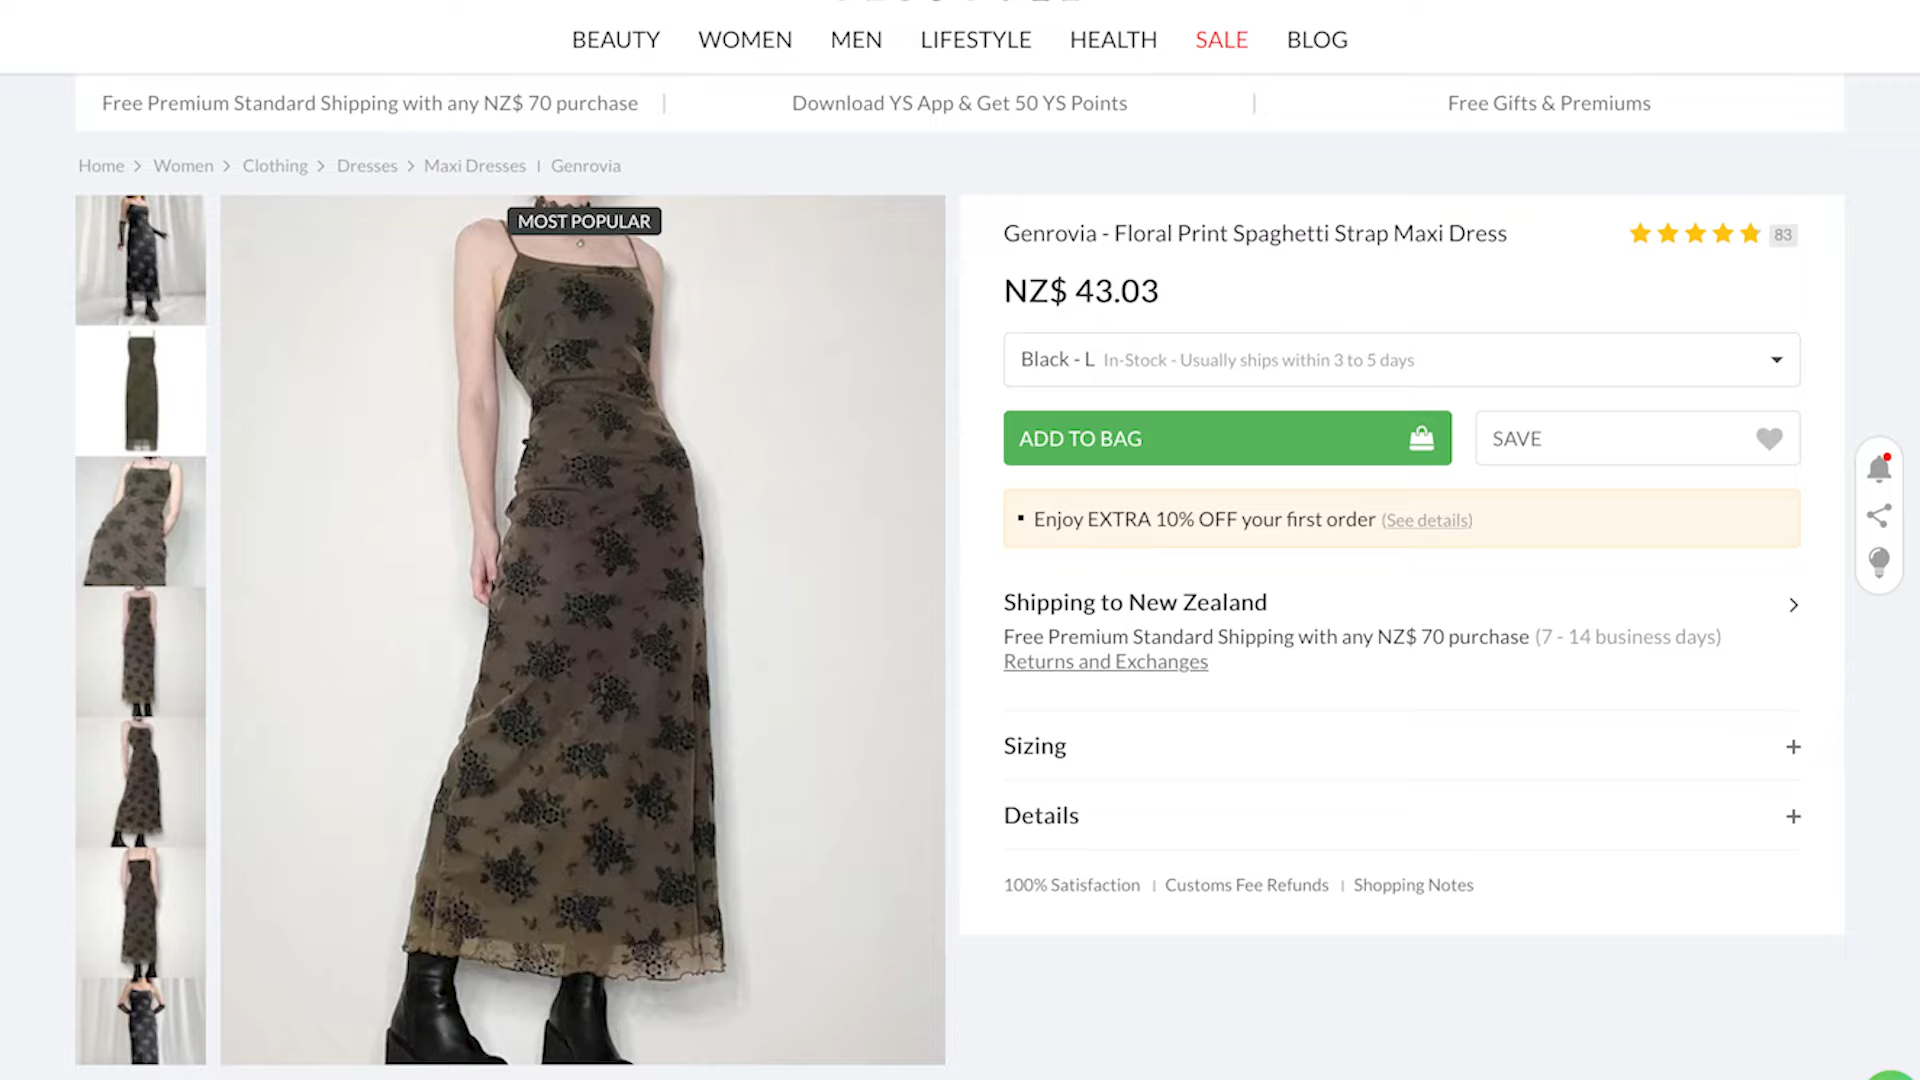 BEAUTY WOMEN MEN LIFESTYLE HEALTH SALE BLOG
Free Premium Standard Shipping with any NZ$ 70 purchase | Download YS App & Get 50 YS Points | Free Gifts & Premiums
Home > Women > Clothing > Dresses > Maxi Dresses | Genrovia
MOST POPULAR
Genrovia - Floral Print Spaghetti Strap Maxi Dress 83
NZ$ 43.03
Black - L In-Stock - Usually ships within 3 to 5 days
ADD TO BAG
SAVE
▪ Enjoy EXTRA 10% OFF your first order (See details)
Shipping to New Zealand
Free Premium Standard Shipping with any NZ$ 70 purchase (7 - 14 business days)
Returns and Exchanges
Sizing +
Details +
100% Satisfaction | Customs Fee Refunds | Shopping Notes